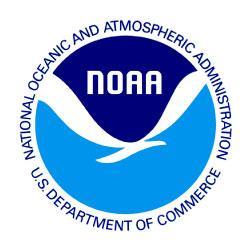 NATIONAL OCEANIC AND ATMOSPHERIC ADMINISTRATION
NOAA
U.S. DEPARTMENT OF COMMERCE